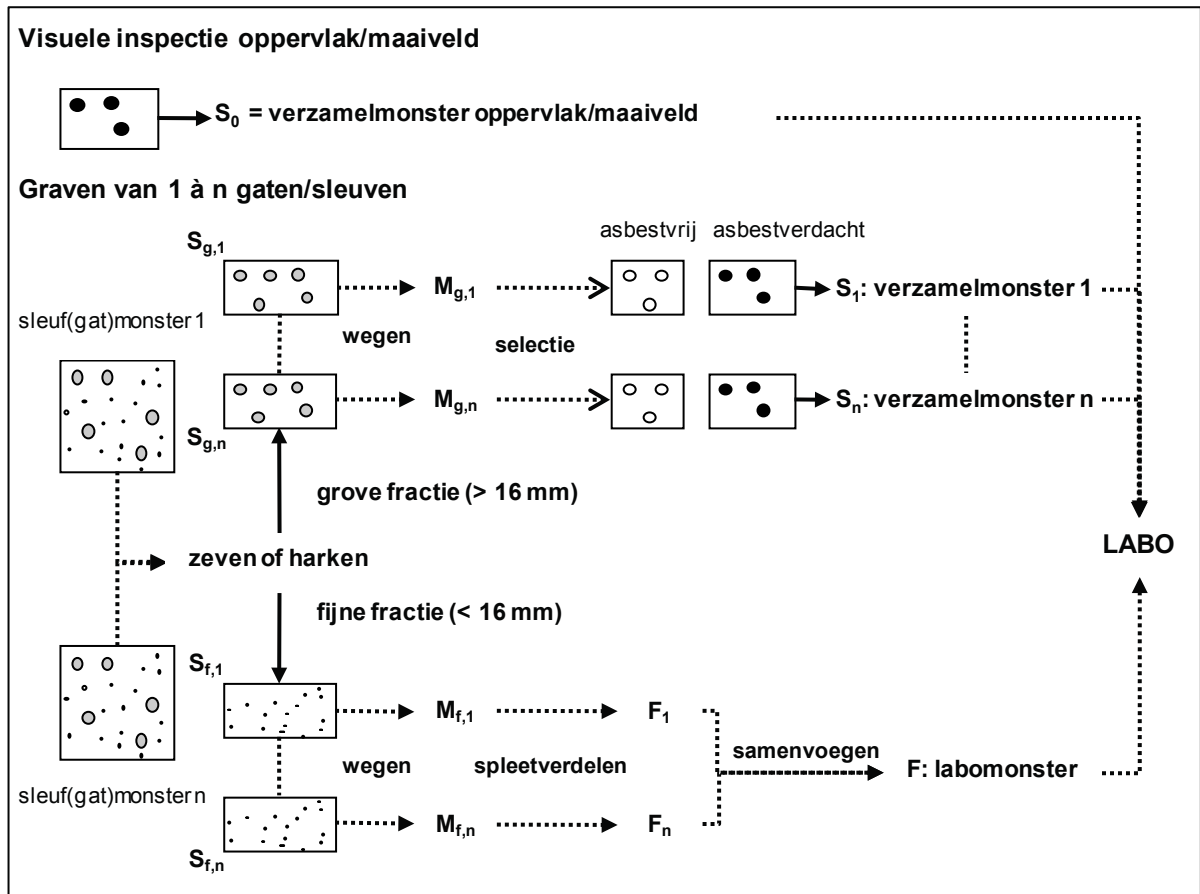 Visuele inspectie oppervlak/maaiveld
S0 = verzamelmonster oppervlak/maaiveld
Graven van 1 à n gaten/sleuven
Sg,1
asbestvrij asbestverdacht
Mg,1
S1: verzamelmonster 1
sleuf(gat)monster 1
wegen
selectie
Sg,n
Mg,n
Sn: verzamelmonster n
grove fractie (> 16 mm)
zeven of harken
LABO
fijne fractie (< 16 mm)
Sf,1
Mf,1
F1
samenvoegen
wegen
spleetverdelen
F: labomonster
sleuf(gat)monster n
Mf,n
Fn
Sf,n